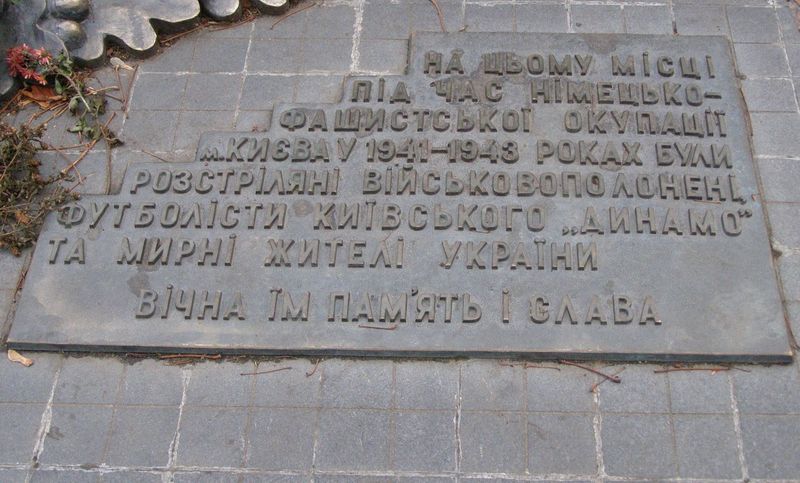 НА ЦЬОМУ МІСЦІ
ПІД ЧАС НІМЕЦЬКО-
ФАШИСТСЬКОЇ ОКУПАЦІЇ
м. КИЄВА У 1941-1943 РОКАХ БУЛИ
РОЗСТРІЛЯНІ ВІЙСЬКОВОПОЛОНЕНІ,
ФУТБОЛІСТИ КИЇВСЬКОГО „ДИНАМО”
ТА МИРНІ ЖИТЕЛІ УКРАЇНИ
ВІЧНА ЇМ ПАМ'ЯТЬ І СЛАВА